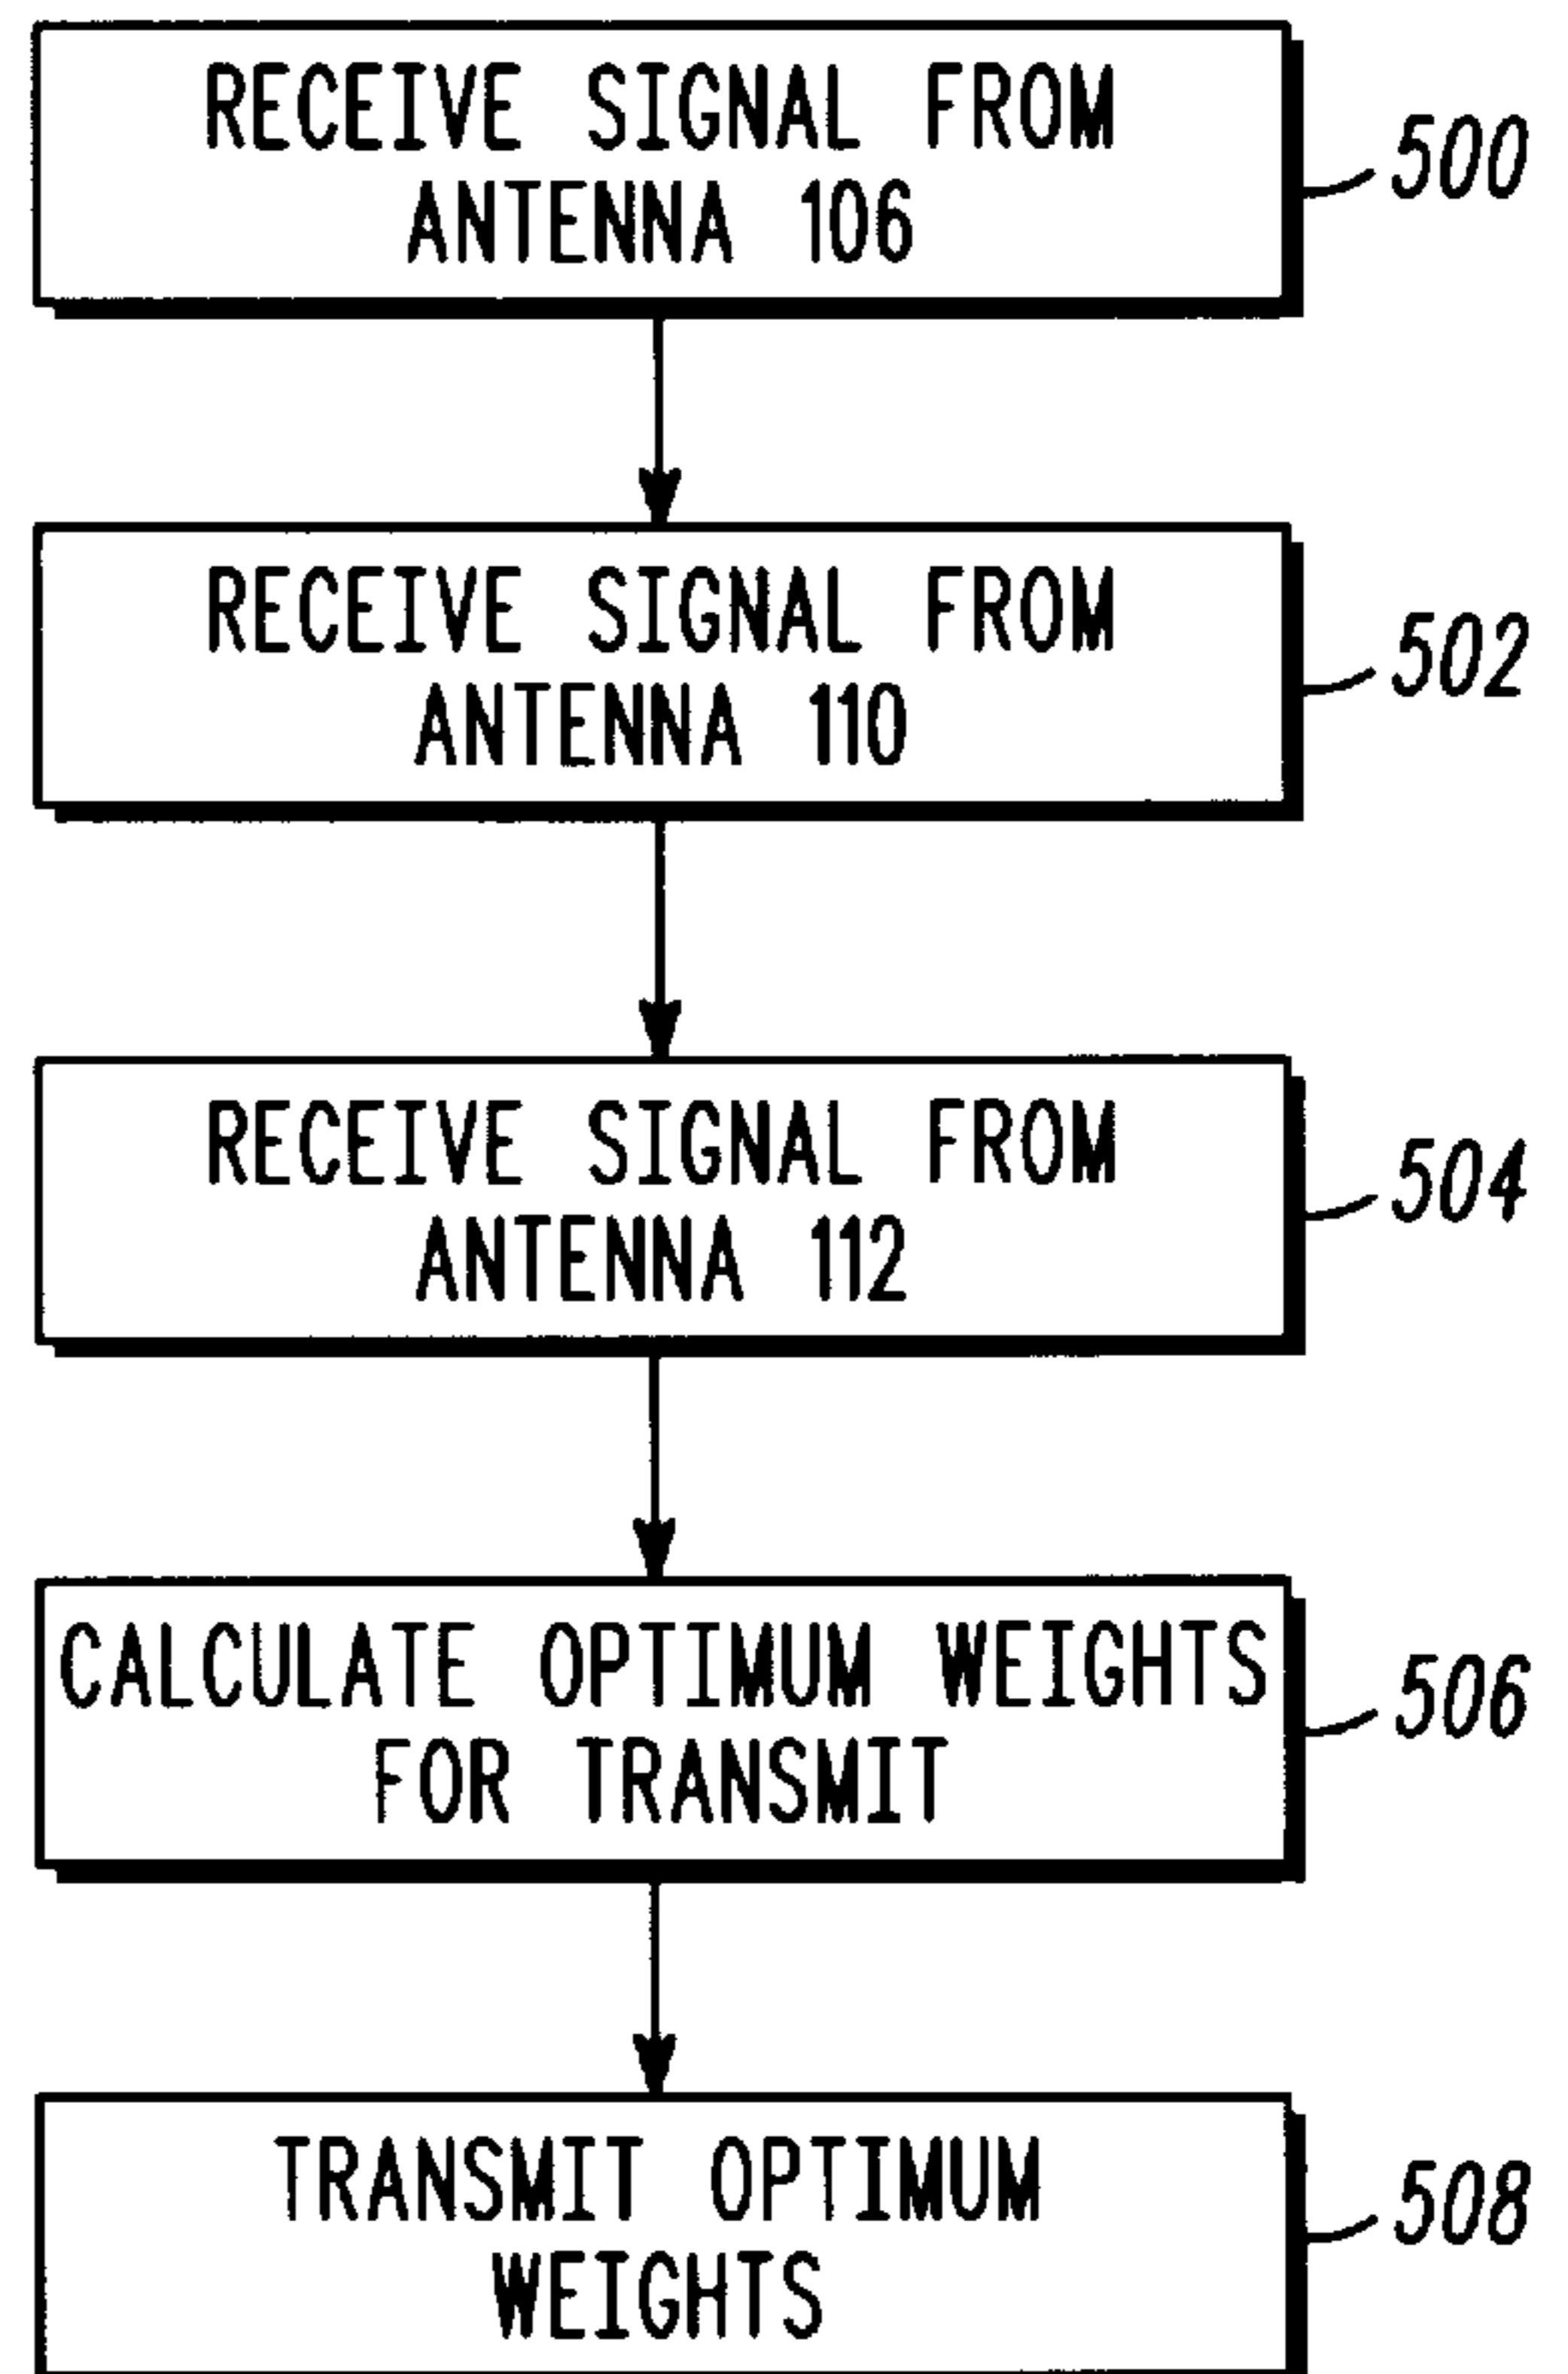 RECEIVE SIGNAL FROM
ANTENNA 106
500
RECEIVE SIGNAL FROM
ANTENNA 110
502
RECEIVE SIGNAL FROM
ANTENNA 112
504
CALCULATE OPTIMUM WEIGHTS
FOR TRANSMIT
506
TRANSMIT OPTIMUM
WEIGHTS
508